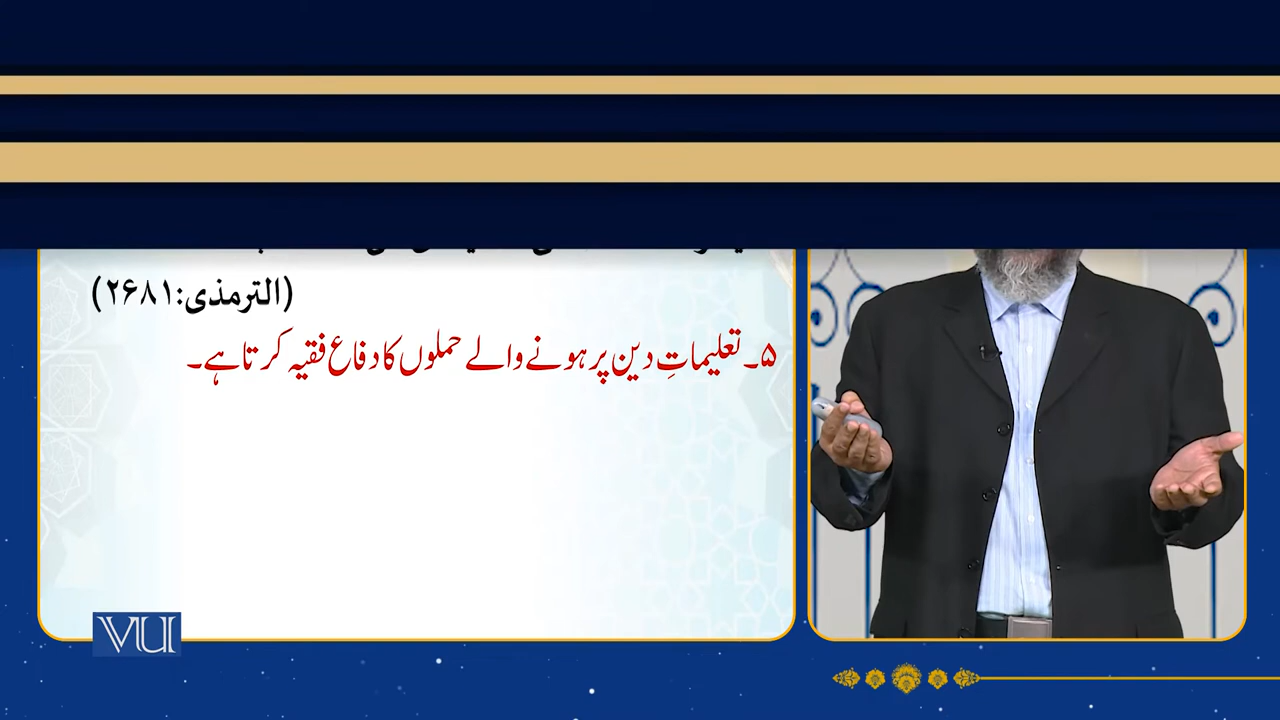 (الترمذی:۲۶۸۱)
۵۔ تعلیماتِ دین پر ہونے والے حملوں کا دفاع فقیہ کرتا ہے۔
VU